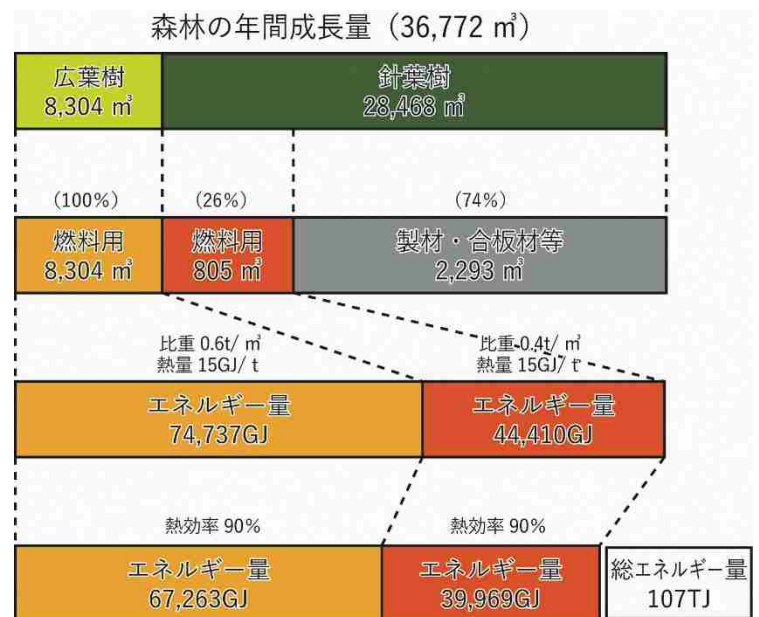 森林の年間成長量（36,772 ㎥）
広葉樹
8,304 ㎥
針葉樹
28,468 ㎥
(100%)
(26%)
(74%)
燃料用
8,304 ㎥
燃料用
805 ㎥
製材・合板材等
2,293 ㎥
比重 0.6t/ ㎥
熱量 15GJ/ t
比重 0.4t/ ㎥
熱量 15GJ/ t
エネルギー量
74,737GJ
エネルギー量
44,410GJ
熱効率 90%
熱効率 90%
エネルギー量
67,263GJ
エネルギー量
39,969GJ
総エネルギー量
107TJ